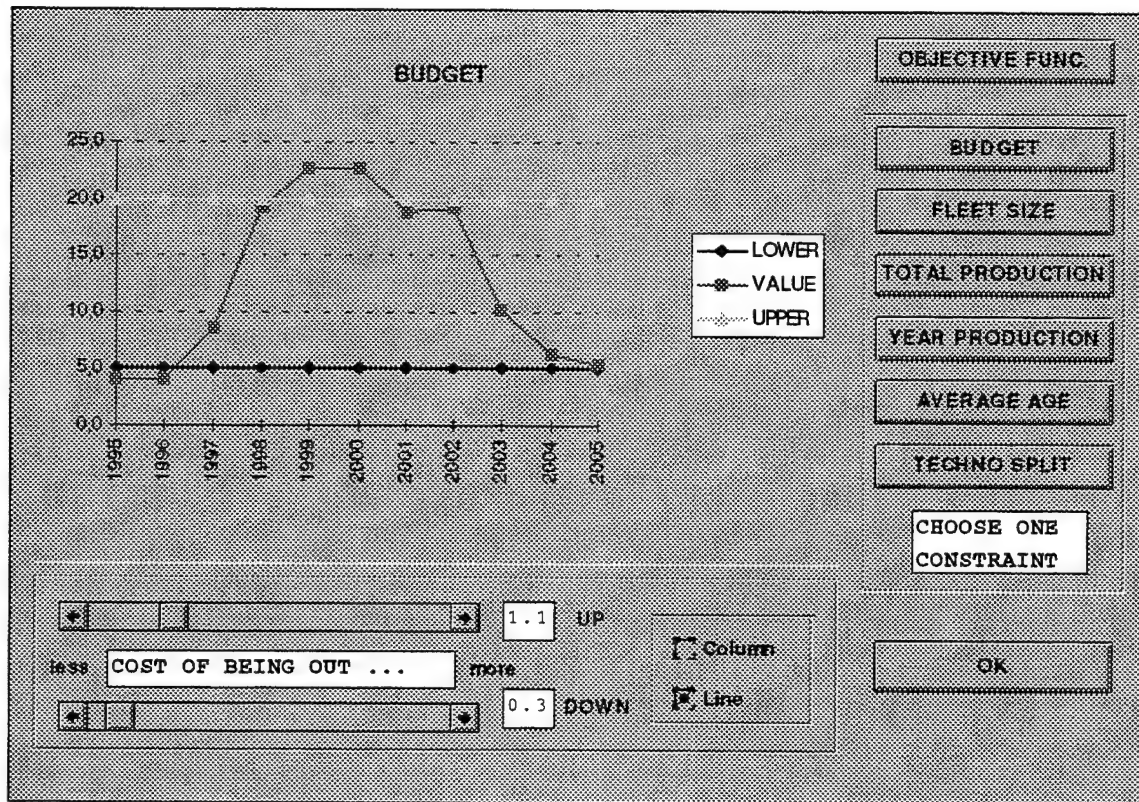 BUDGET
25,0
20,0
15,0
10,0
5,0
0,0
1995
1996
1997
1998
1999
2000
2001
2002
2003
2004
2005
LOWER
VALUE
UPPER
OBJECTIVE FUNC.
BUDGET
FLEET SIZE
TOTAL PRODUCTION
YEAR PRODUCTION
AVERAGE AGE
TECHNO SPLIT
CHOOSE ONE
CONSTRAINT
1.1 UP
less COST OF BEING OUT ... more
0.3 DOWN
Column
Line
OK